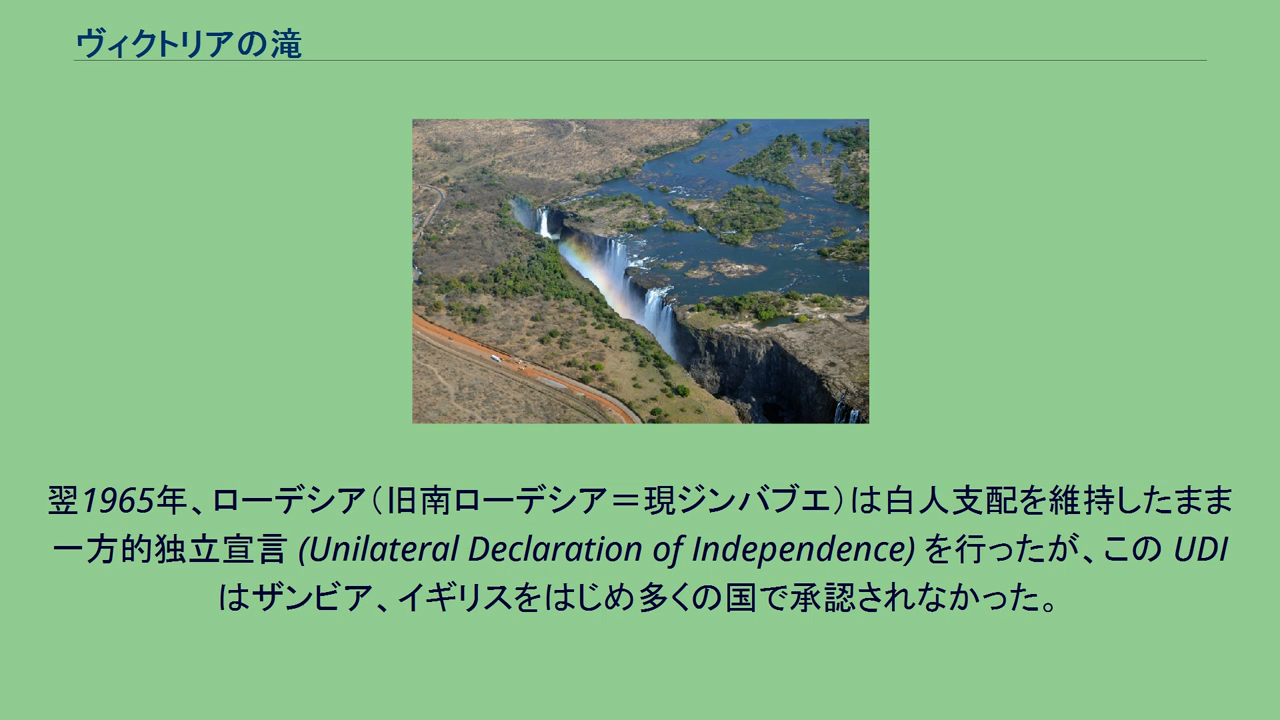 ヴィクトリアの滝
翌1965年、ローデシア（旧南ローデシア＝現ジンバブエ）は白人支配を維持したまま
一方的独立宣言 (Unilateral Declaration of Independence) を行ったが、この UDI
はザンビア、イギリスをはじめ多くの国で承認されなかった。